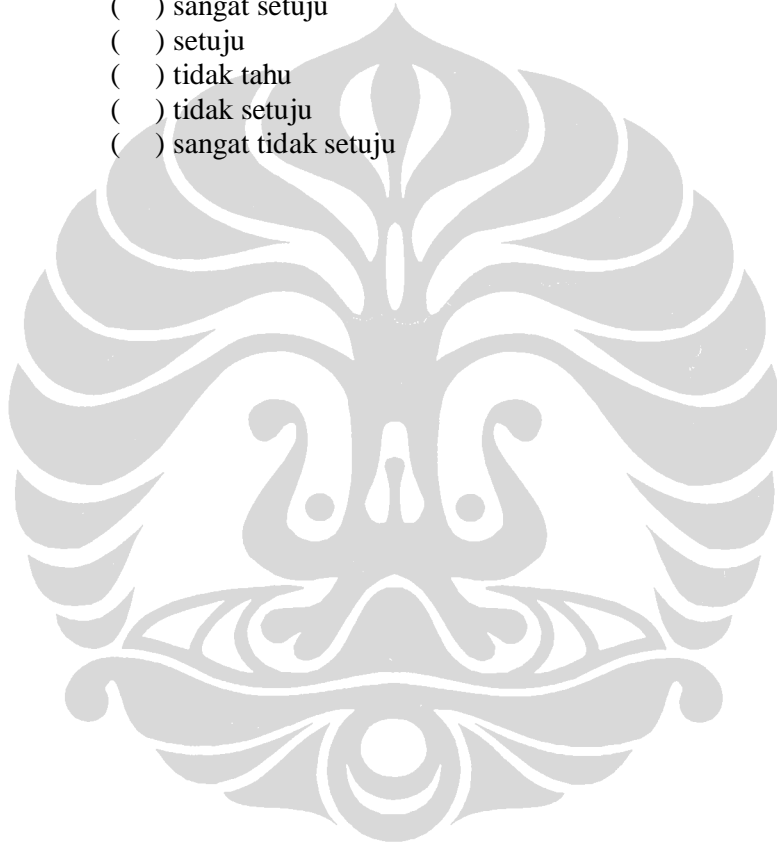 ( ) sangat setuju
( ) setuju
( ) tidak tahu
( ) tidak setuju
( ) sangat tidak setuju